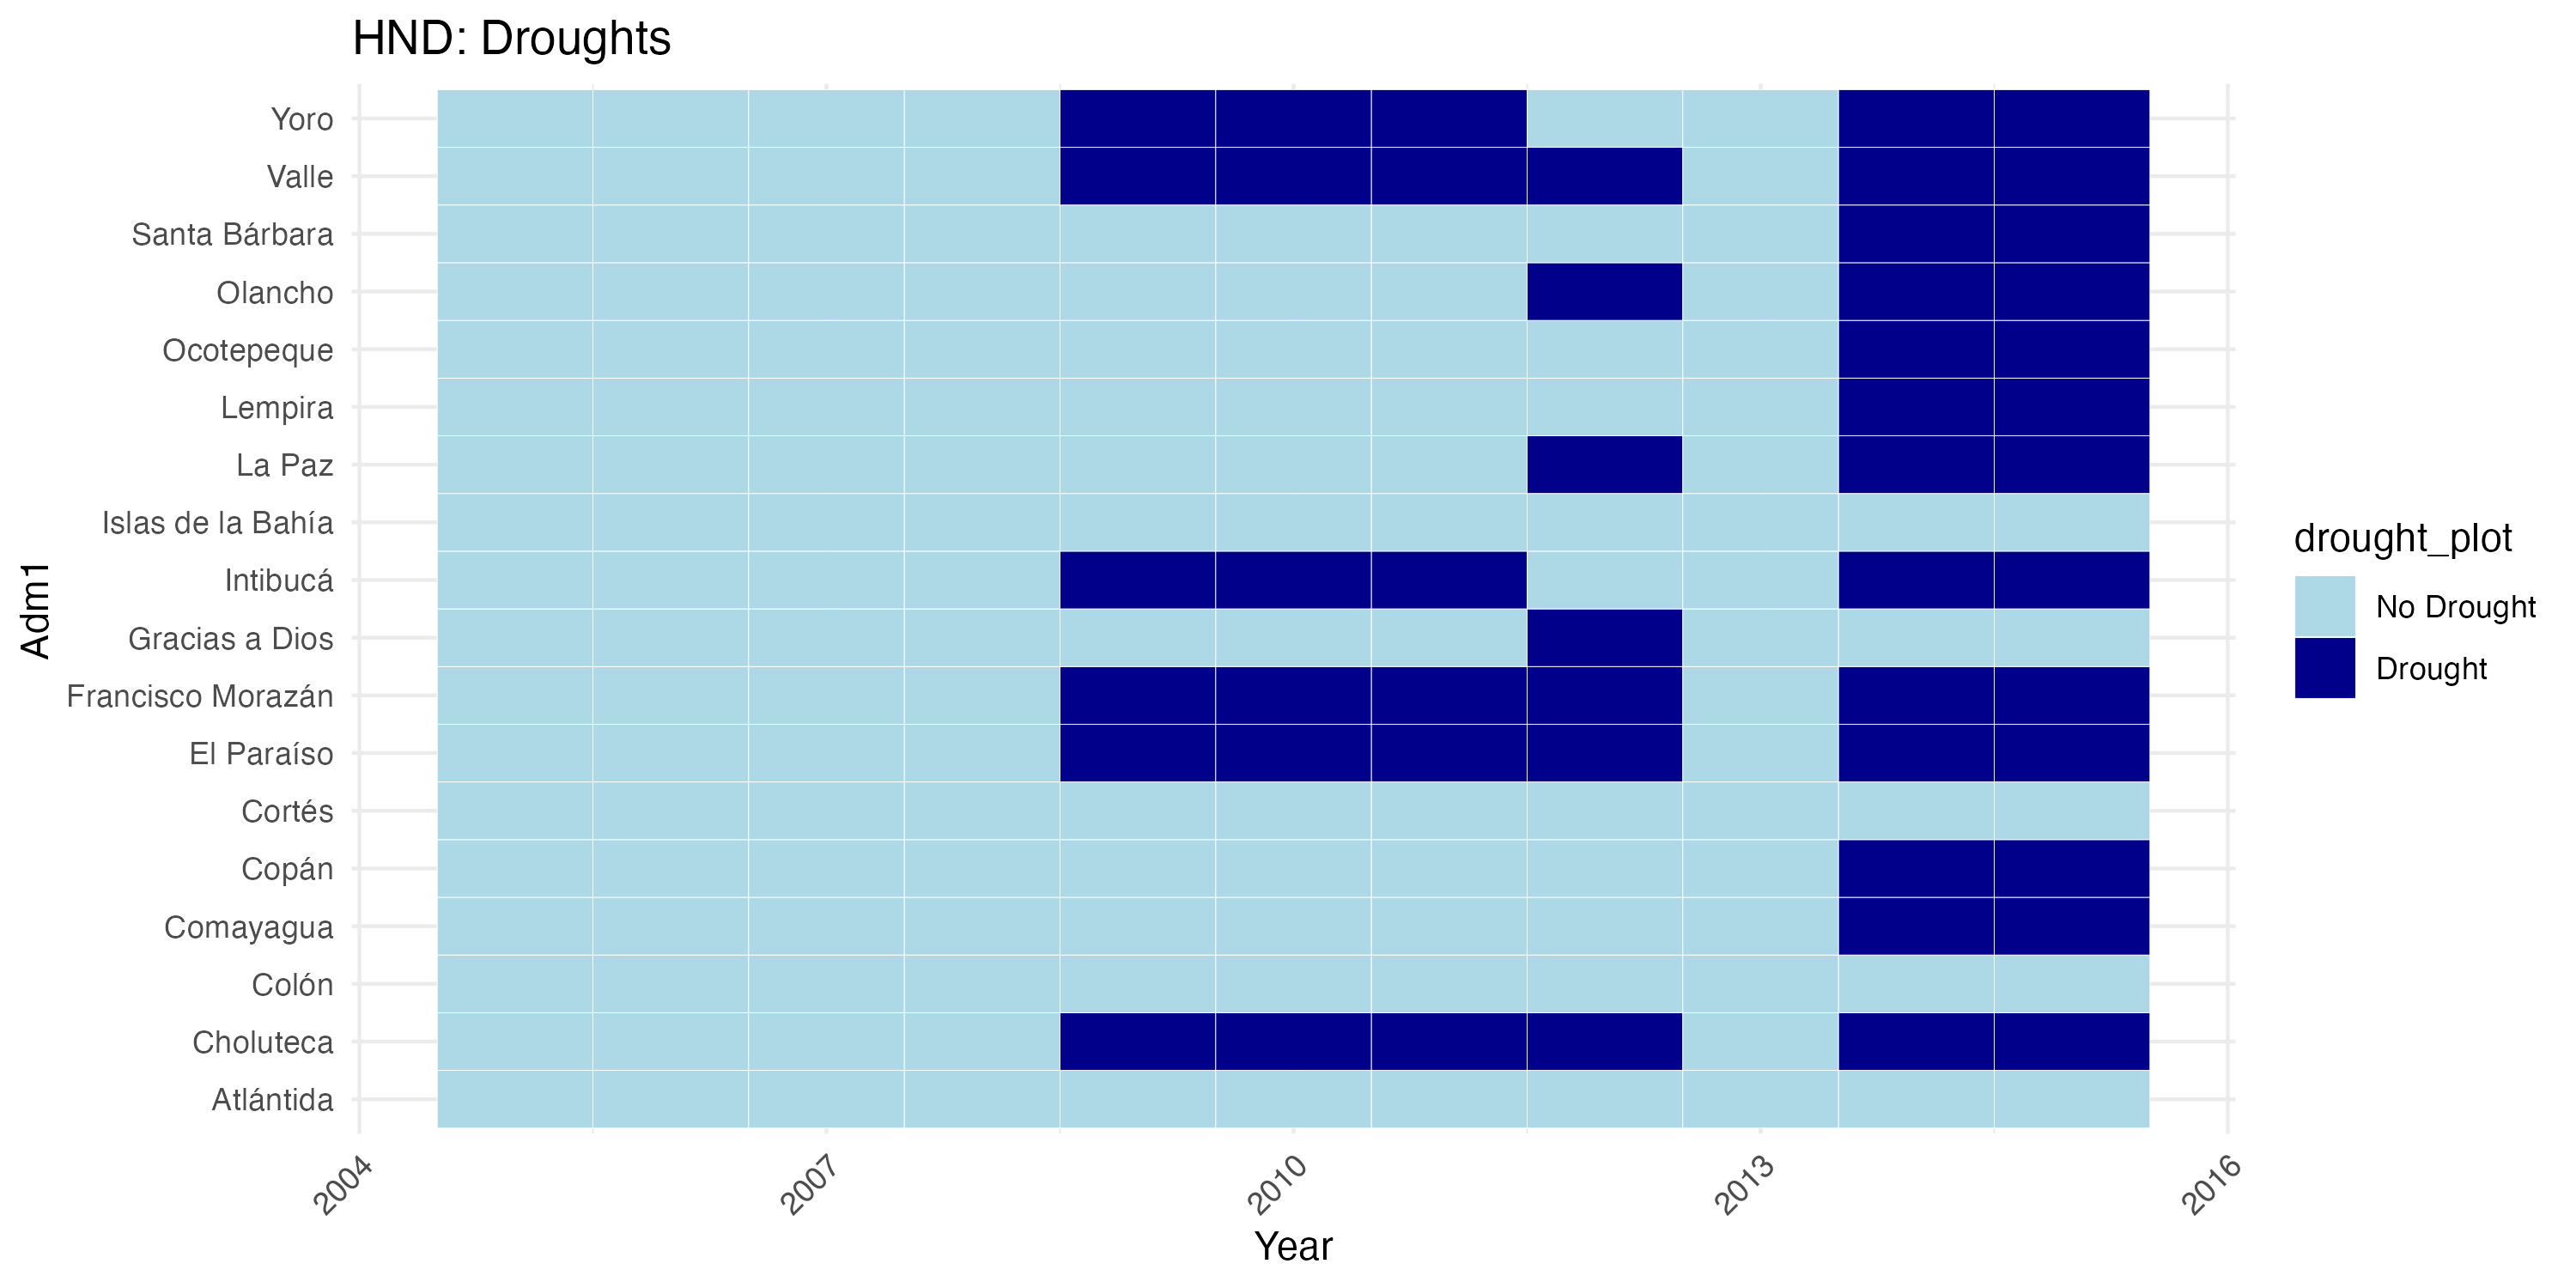 HND: Droughts
Yoro
Valle
Santa Bárbara
Olancho
Ocotepeque
Lempira
La Paz
Islas de la Bahía
Intibucá
Gracias a Dios
Francisco Morazán
El Paraíso
Cortés
Copán
Comayagua
Colón
Choluteca
Atlántida
Adm1
2004
2007
2010
2013
2016
Year
drought_plot
No Drought
Drought